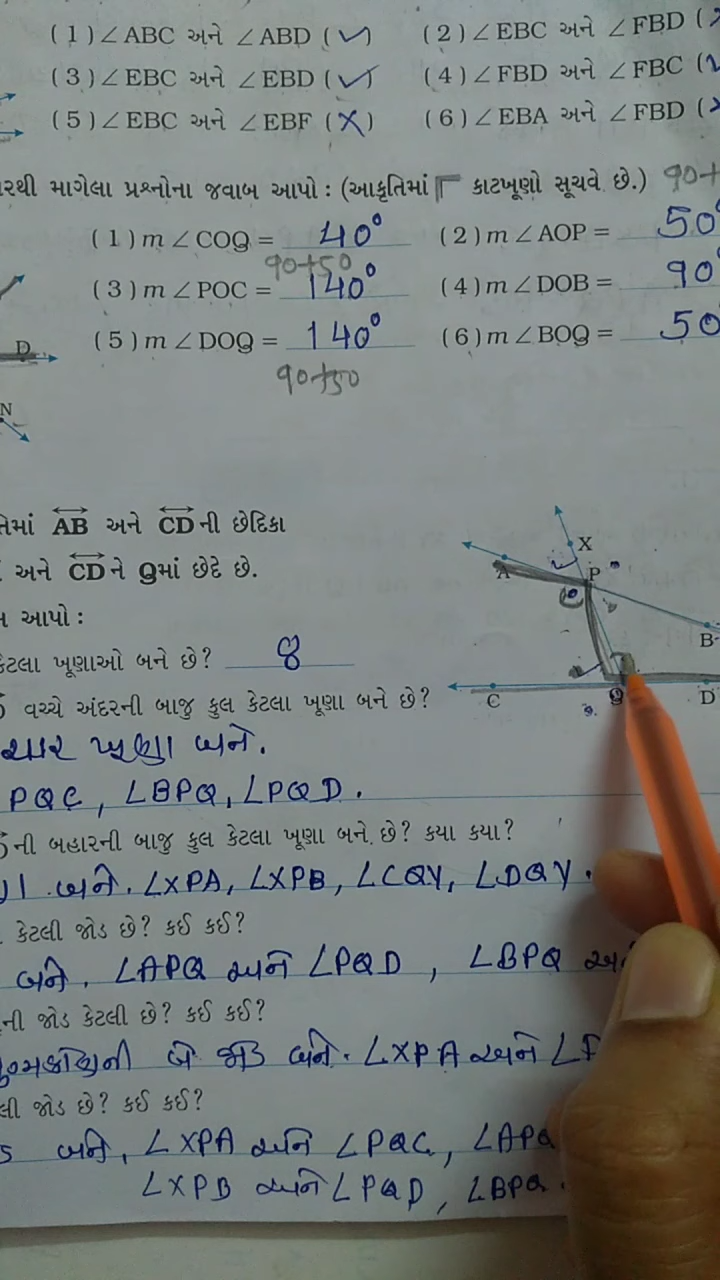 (1) ∠ABC અને ∠ABD (✓) (2) ∠EBC અને ∠FBD (
(3) ∠EBC અને ∠EBD (✓) (4) ∠FBD અને ∠FBC (
(5) ∠EBC અને ∠EBF (X) (6) ∠EBA અને ∠FBD (
રથી માગેલા પ્રશ્નોના જવાબ આપો : (આકૃતિમાં કાટખૂણો સૂચવે છે.) 90+
(1) m ∠COQ = 40° (2) m ∠AOP = 50°
90+50
(3) m ∠POC = 140° (4) m ∠DOB = 90°
D (5) m ∠DOQ = 140° (6) m ∠BOQ = 50
90+50
N
AB અને CD ની છેદિકા
X
અને CD ને Qમાં છેદે છે.
A P
આપો :
કેટલા ખૂણાઓ બને છે? 8
B
વચ્ચે અંદરની બાજુ કુલ કેટલા ખૂણા બને છે?
C Q D
ચાર ખૂણા બને.
PQC, ∠BPQ, ∠PQD.
ની બહારની બાજુ કુલ કેટલા ખૂણા બને છે? કયા કયા?
બને. ∠XPA, ∠XPB, ∠CQY, ∠DQY.
કેટલી જોડ છે? કઈ કઈ?
બને. ∠APQ અને ∠PQD, ∠BPQ
ની જોડ કેટલી છે? કઈ કઈ?
બે જોડ બને. ∠XPA અને
જોડ છે? કઈ કઈ?
બને, ∠XPA અને ∠PQC, ∠APQ
∠XPB અને ∠PQD, ∠BPQ